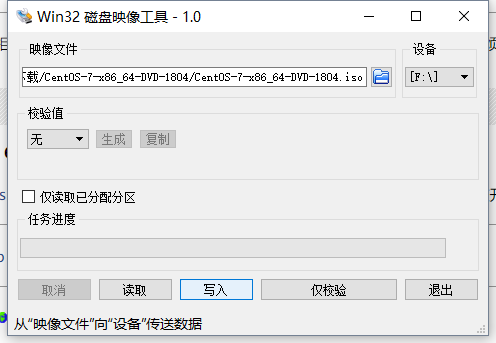 Win32 磁盘映像工具 - 1.0
映像文件
设备
下载/CentOS-7-x86_64-DVD-1804/CentOS-7-x86_64-DVD-1804.iso
[F:\]
校验值
无
生成
复制
仅读取已分配分区
任务进度
取消
读取
写入
仅校验
退出
从“映像文件”向“设备”传送数据